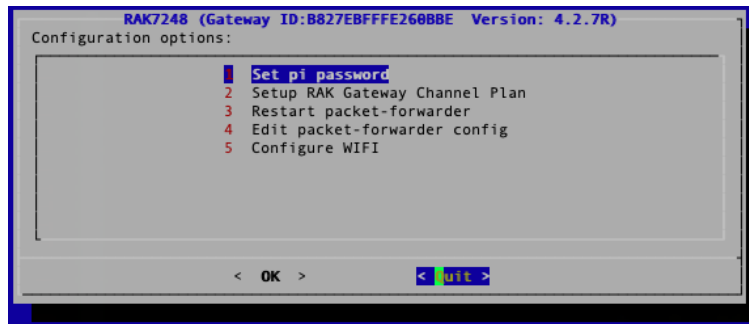 RAK7248 (Gateway ID:B827EBFFFE260BBE Version: 4.2.7R)
Configuration options:
1 Set pi password
2 Setup RAK Gateway Channel Plan
3 Restart packet-forwarder
4 Edit packet-forwarder config
5 Configure WIFI
< OK > < Quit >